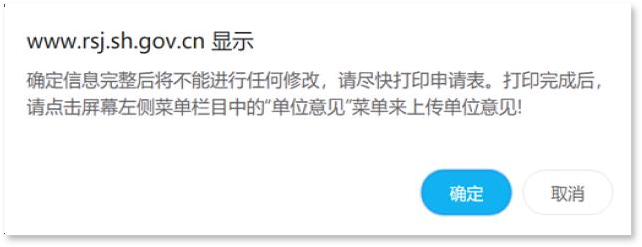 www.rsj.sh.gov.cn 显示
确定信息完整后将不能进行任何修改，请尽快打印申请表。打印完成后，
请点击屏幕左侧菜单栏目中的“单位意见”菜单来上传单位意见!
确定
取消